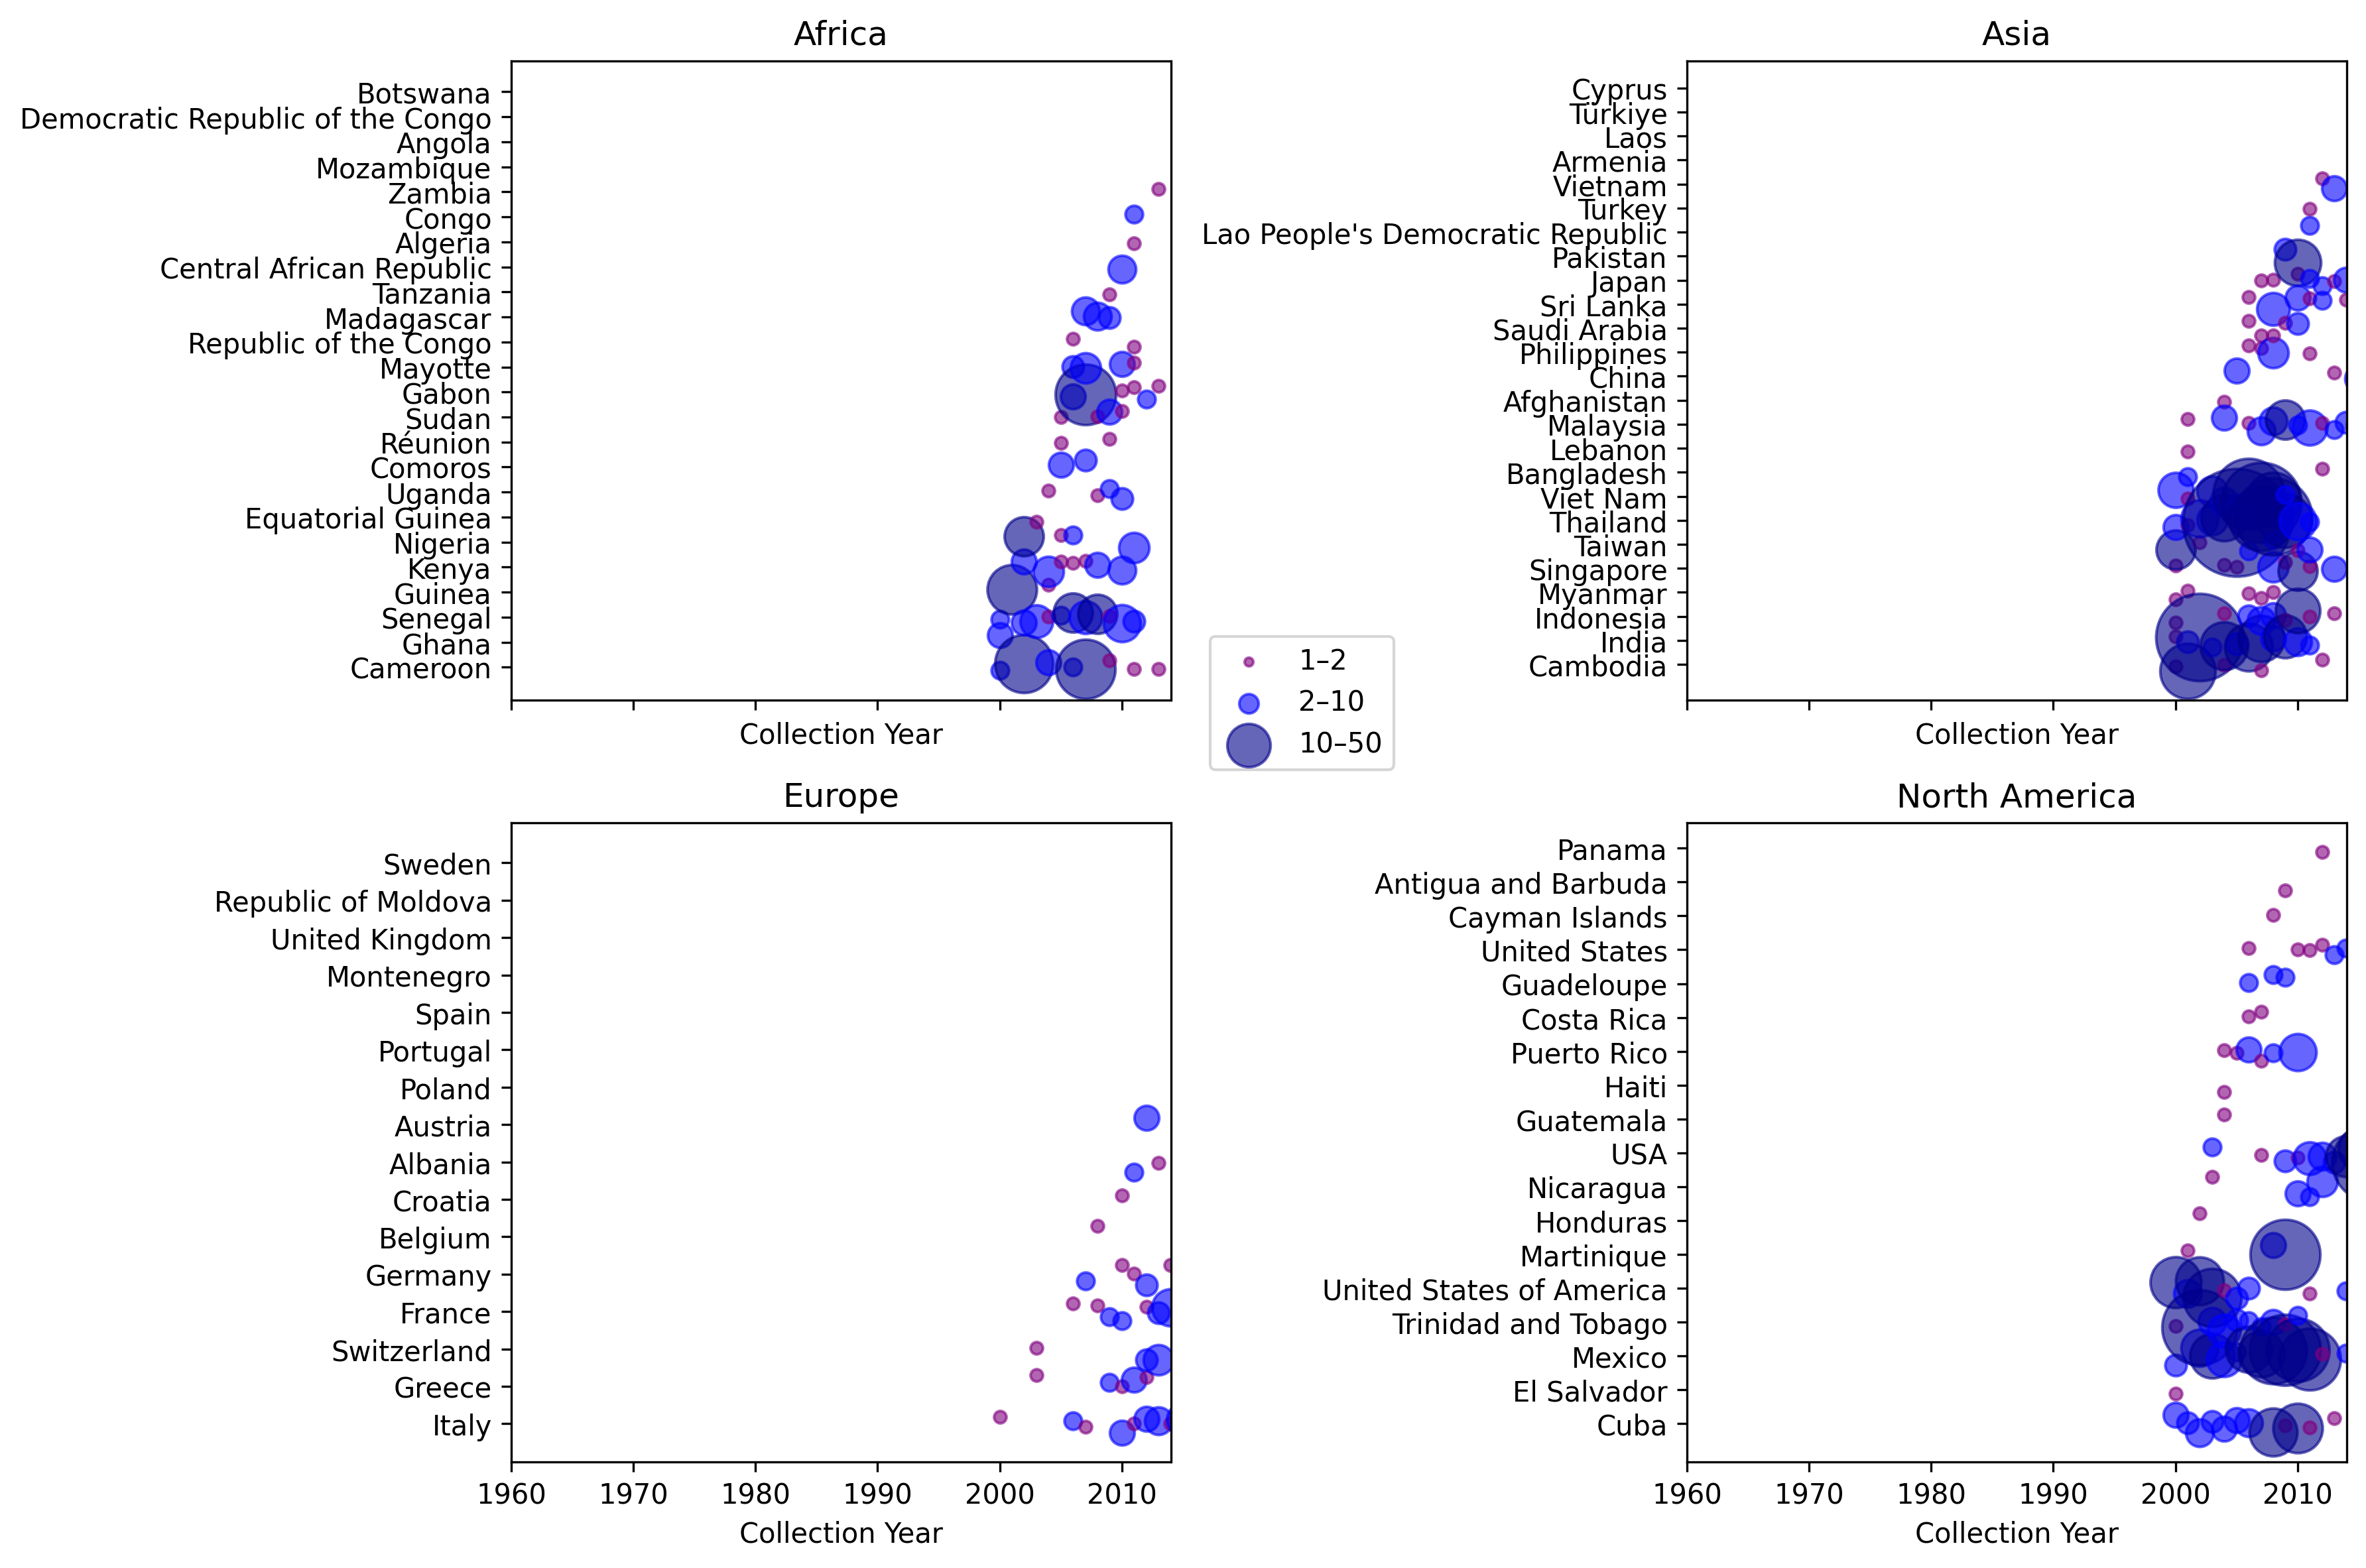 Africa
Botswana
Democratic Republic of the Congo
Angola
Mozambique
Zambia
Congo
Algeria
Central African Republic
Tanzania
Madagascar
Republic of the Congo
Mayotte
Gabon
Sudan
Réunion
Comoros
Uganda
Equatorial Guinea
Nigeria
Kenya
Guinea
Senegal
Ghana
Cameroon
Collection Year
Asia
Cyprus
Türkiye
Laos
Armenia
Vietnam
Turkey
Lao People's Democratic Republic
Pakistan
Japan
Sri Lanka
Saudi Arabia
Philippines
China
Afghanistan
Malaysia
Lebanon
Bangladesh
Viet Nam
Thailand
Taiwan
Singapore
Myanmar
Indonesia
India
Cambodia
Collection Year
1–2
2–10
10–50
Europe
Sweden
Republic of Moldova
United Kingdom
Montenegro
Spain
Portugal
Poland
Austria
Albania
Croatia
Belgium
Germany
France
Switzerland
Greece
Italy
1960 1970 1980 1990 2000 2010
Collection Year
North America
Panama
Antigua and Barbuda
Cayman Islands
United States
Guadeloupe
Costa Rica
Puerto Rico
Haiti
Guatemala
USA
Nicaragua
Honduras
Martinique
United States of America
Trinidad and Tobago
Mexico
El Salvador
Cuba
1960 1970 1980 1990 2000 2010
Collection Year